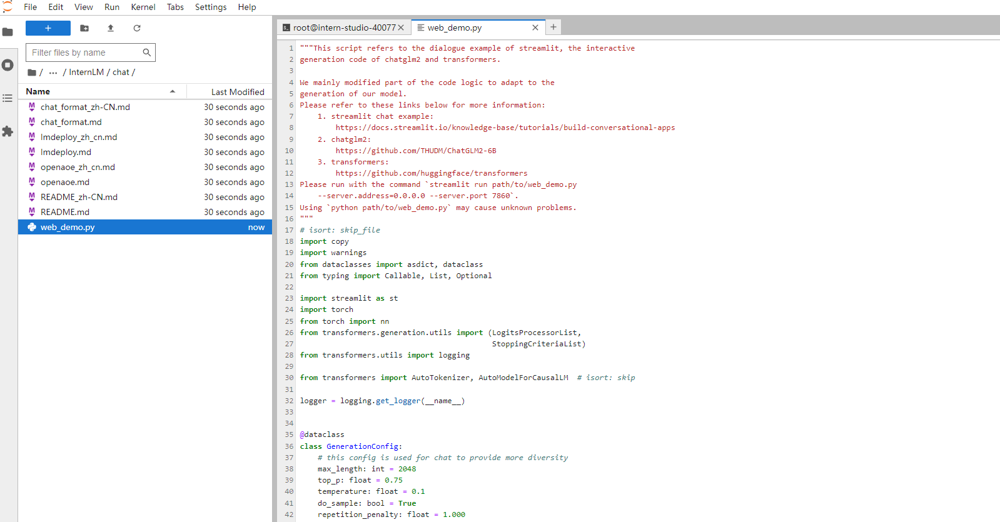 File Edit View Run Kernel Tabs Settings Help
+
Filter files by name
/ ... / InternLM / chat /
Name Last Modified
chat_format_zh-CN.md 30 seconds ago
chat_format.md 30 seconds ago
lmdeploy_zh_cn.md 30 seconds ago
lmdeploy.md 30 seconds ago
openaoe_zh_cn.md 30 seconds ago
openaoe.md 30 seconds ago
README_zh-CN.md 30 seconds ago
README.md 30 seconds ago
web_demo.py now
root@intern-studio-40077 web_demo.py +
1 """This script refers to the dialogue example of streamlit, the interactive
2 generation code of chatglm2 and transformers.
3
4 We mainly modified part of the code logic to adapt to the
5 generation of our model.
6 Please refer to these links below for more information:
7     1. streamlit chat example:
8         https://docs.streamlit.io/knowledge-base/tutorials/build-conversational-apps
9     2. chatglm2:
10         https://github.com/THUDM/ChatGLM2-6B
11     3. transformers:
12         https://github.com/huggingface/transformers
13 Please run with the command `streamlit run path/to/web_demo.py
14     --server.address=0.0.0.0 --server.port 7860`.
15 Using `python path/to/web_demo.py` may cause unknown problems.
16 """
17 # isort: skip_file
18 import copy
19 import warnings
20 from dataclasses import asdict, dataclass
21 from typing import Callable, List, Optional
22
23 import streamlit as st
24 import torch
25 from torch import nn
26 from transformers.generation.utils import (LogitsProcessorList,
27                                            StoppingCriteriaList)
28 from transformers.utils import logging
29
30 from transformers import AutoTokenizer, AutoModelForCausalLM  # isort: skip
31
32 logger = logging.get_logger(__name__)
33
34
35 @dataclass
36 class GenerationConfig:
37     # this config is used for chat to provide more diversity
38     max_length: int = 2048
39     top_p: float = 0.75
40     temperature: float = 0.1
41     do_sample: bool = True
42     repetition_penalty: float = 1.000